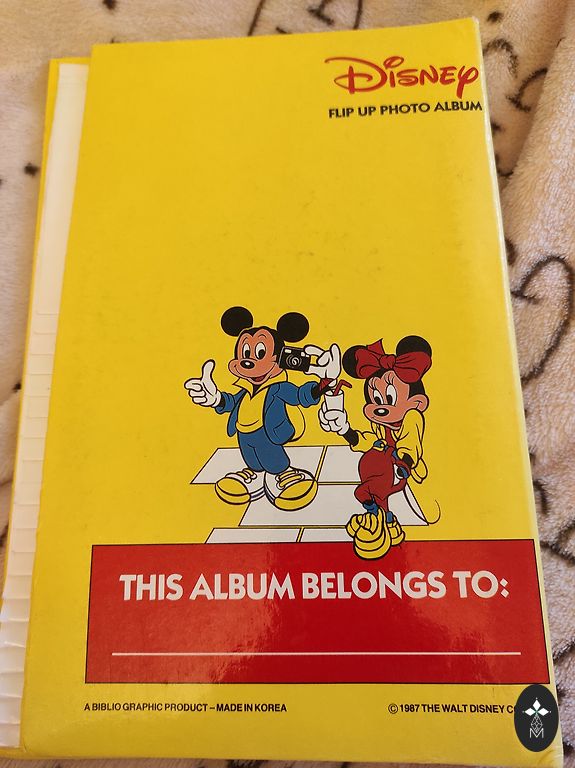 Disney
FLIP UP PHOTO ALBUM
THIS ALBUM BELONGS TO:
A BIBLIO GRAPHIC PRODUCT – MADE IN KOREA
© 1987 THE WALT DISNEY
M